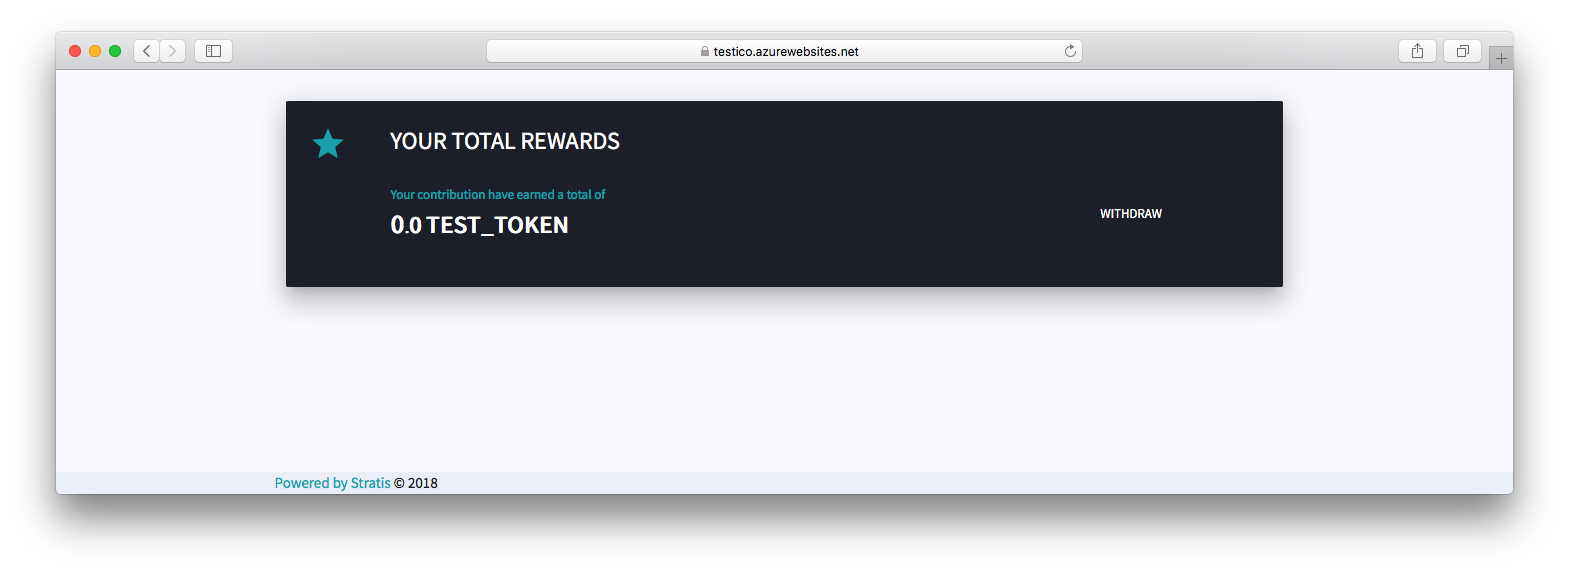 testico.azurewebsites.net
YOUR TOTAL REWARDS
Your contribution have earned a total of
0.0 TEST_TOKEN
WITHDRAW
Powered by Stratis © 2018